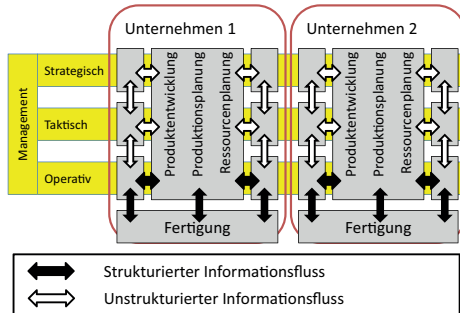 Unternehmen 1
Unternehmen 2
Management
Strategisch
Taktisch
Operativ
Produktentwicklung
Produktionsplanung
Ressourcenplanung
Produktentwicklung
Produktionsplanung
Ressourcenplanung
Fertigung
Fertigung
Strukturierter Informationsfluss
Unstrukturierter Informationsfluss